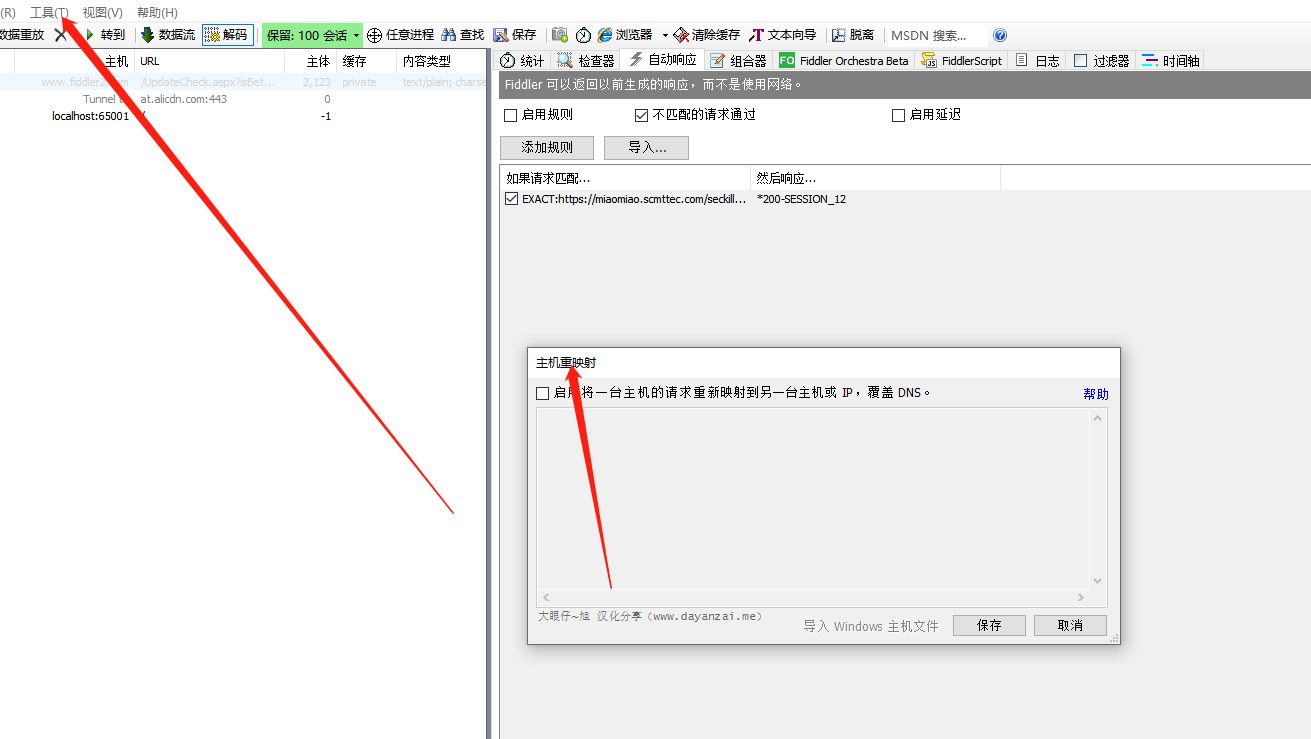 (R) 工具(T) 视图(V) 帮助(H)
数据重放 转到 数据流 解码 保留: 100 会话 任意进程 查找 保存 浏览器 清除缓存 文本向导 脱离 MSDN 搜索...
主机 URL 主体 缓存 内容类型
www.fiddler2.com /UpdateCheck.aspx?isBet... 2,123 private text/plain; charse
Tunnel at.alicdn.com:443 0
localhost:65001 / -1
统计 检查器 自动响应 组合器 FO Fiddler Orchestra Beta FiddlerScript 日志 过滤器 时间轴
Fiddler 可以返回以前生成的响应，而不是使用网络。
启用规则 不匹配的请求通过 启用延迟
添加规则 导入...
如果请求匹配... 然后响应...
EXACT:https://miaomiao.scmttec.com/seckill... *200-SESSION_12
主机重映射
启用将一台主机的请求重新映射到另一台主机或 IP，覆盖 DNS。 帮助
大眼仔~旭 汉化分享（www.dayanzai.me）
导入 Windows 主机文件 保存 取消